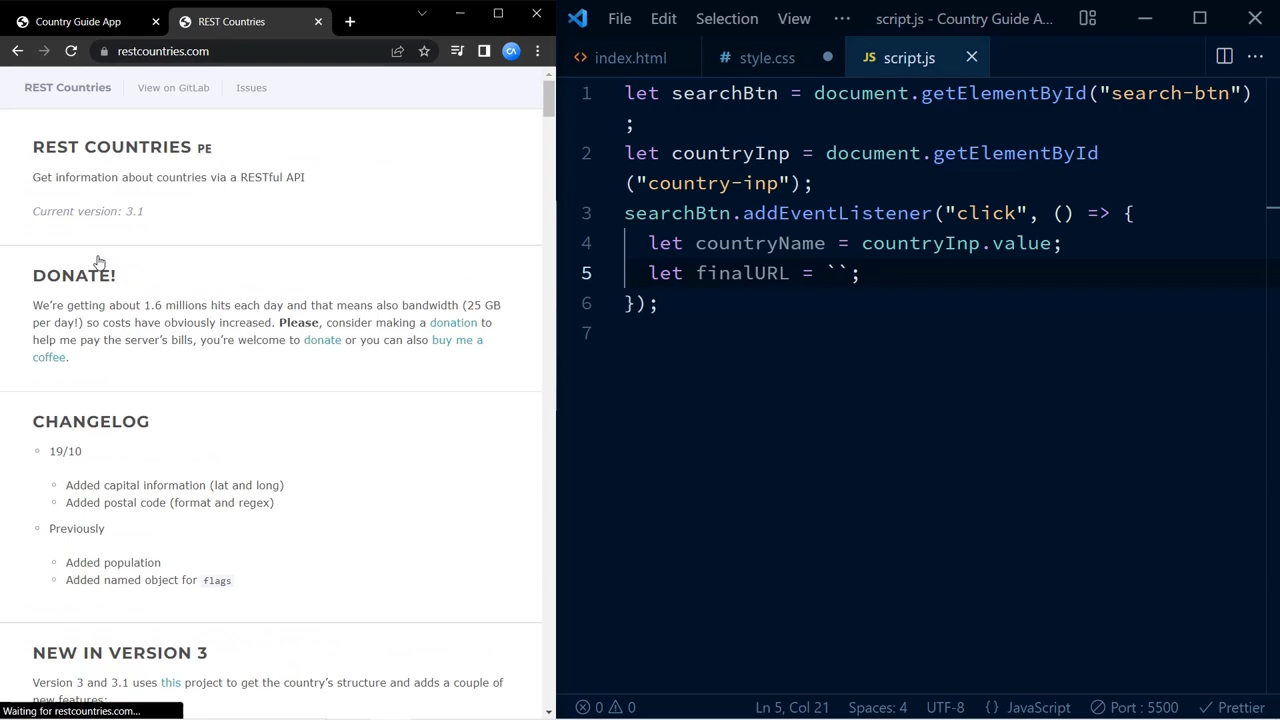 Country Guide App
REST Countries
restcountries.com
REST Countries
View on GitLab
Issues
REST COUNTRIES PE
Get information about countries via a RESTful API
Current version: 3.1
DONATE!
We're getting about 1.6 millions hits each day and that means also bandwidth (25 GB
per day!) so costs have obviously increased. Please, consider making a donation to
help me pay the server's bills, you're welcome to donate or you can also buy me a
coffee.
CHANGELOG
19/10
Added capital information (lat and long)
Added postal code (format and regex)
Previously
Added population
Added named object for flags
NEW IN VERSION 3
Version 3 and 3.1 uses this project to get the country's structure and adds a couple of
new features:
Waiting for restcountries.com...
File Edit Selection View ··· script.js - Country Guide A...
index.html
# style.css
JS script.js
1 let searchBtn = document.getElementById("search-btn")
;
2 let countryInp = document.getElementById
("country-inp");
3 searchBtn.addEventListener("click", () => {
4 let countryName = countryInp.value;
5 let finalURL = ``;
6 });
7
0 0 Ln 5, Col 21 Spaces: 4 UTF-8 {} JavaScript Port : 5500 Prettier